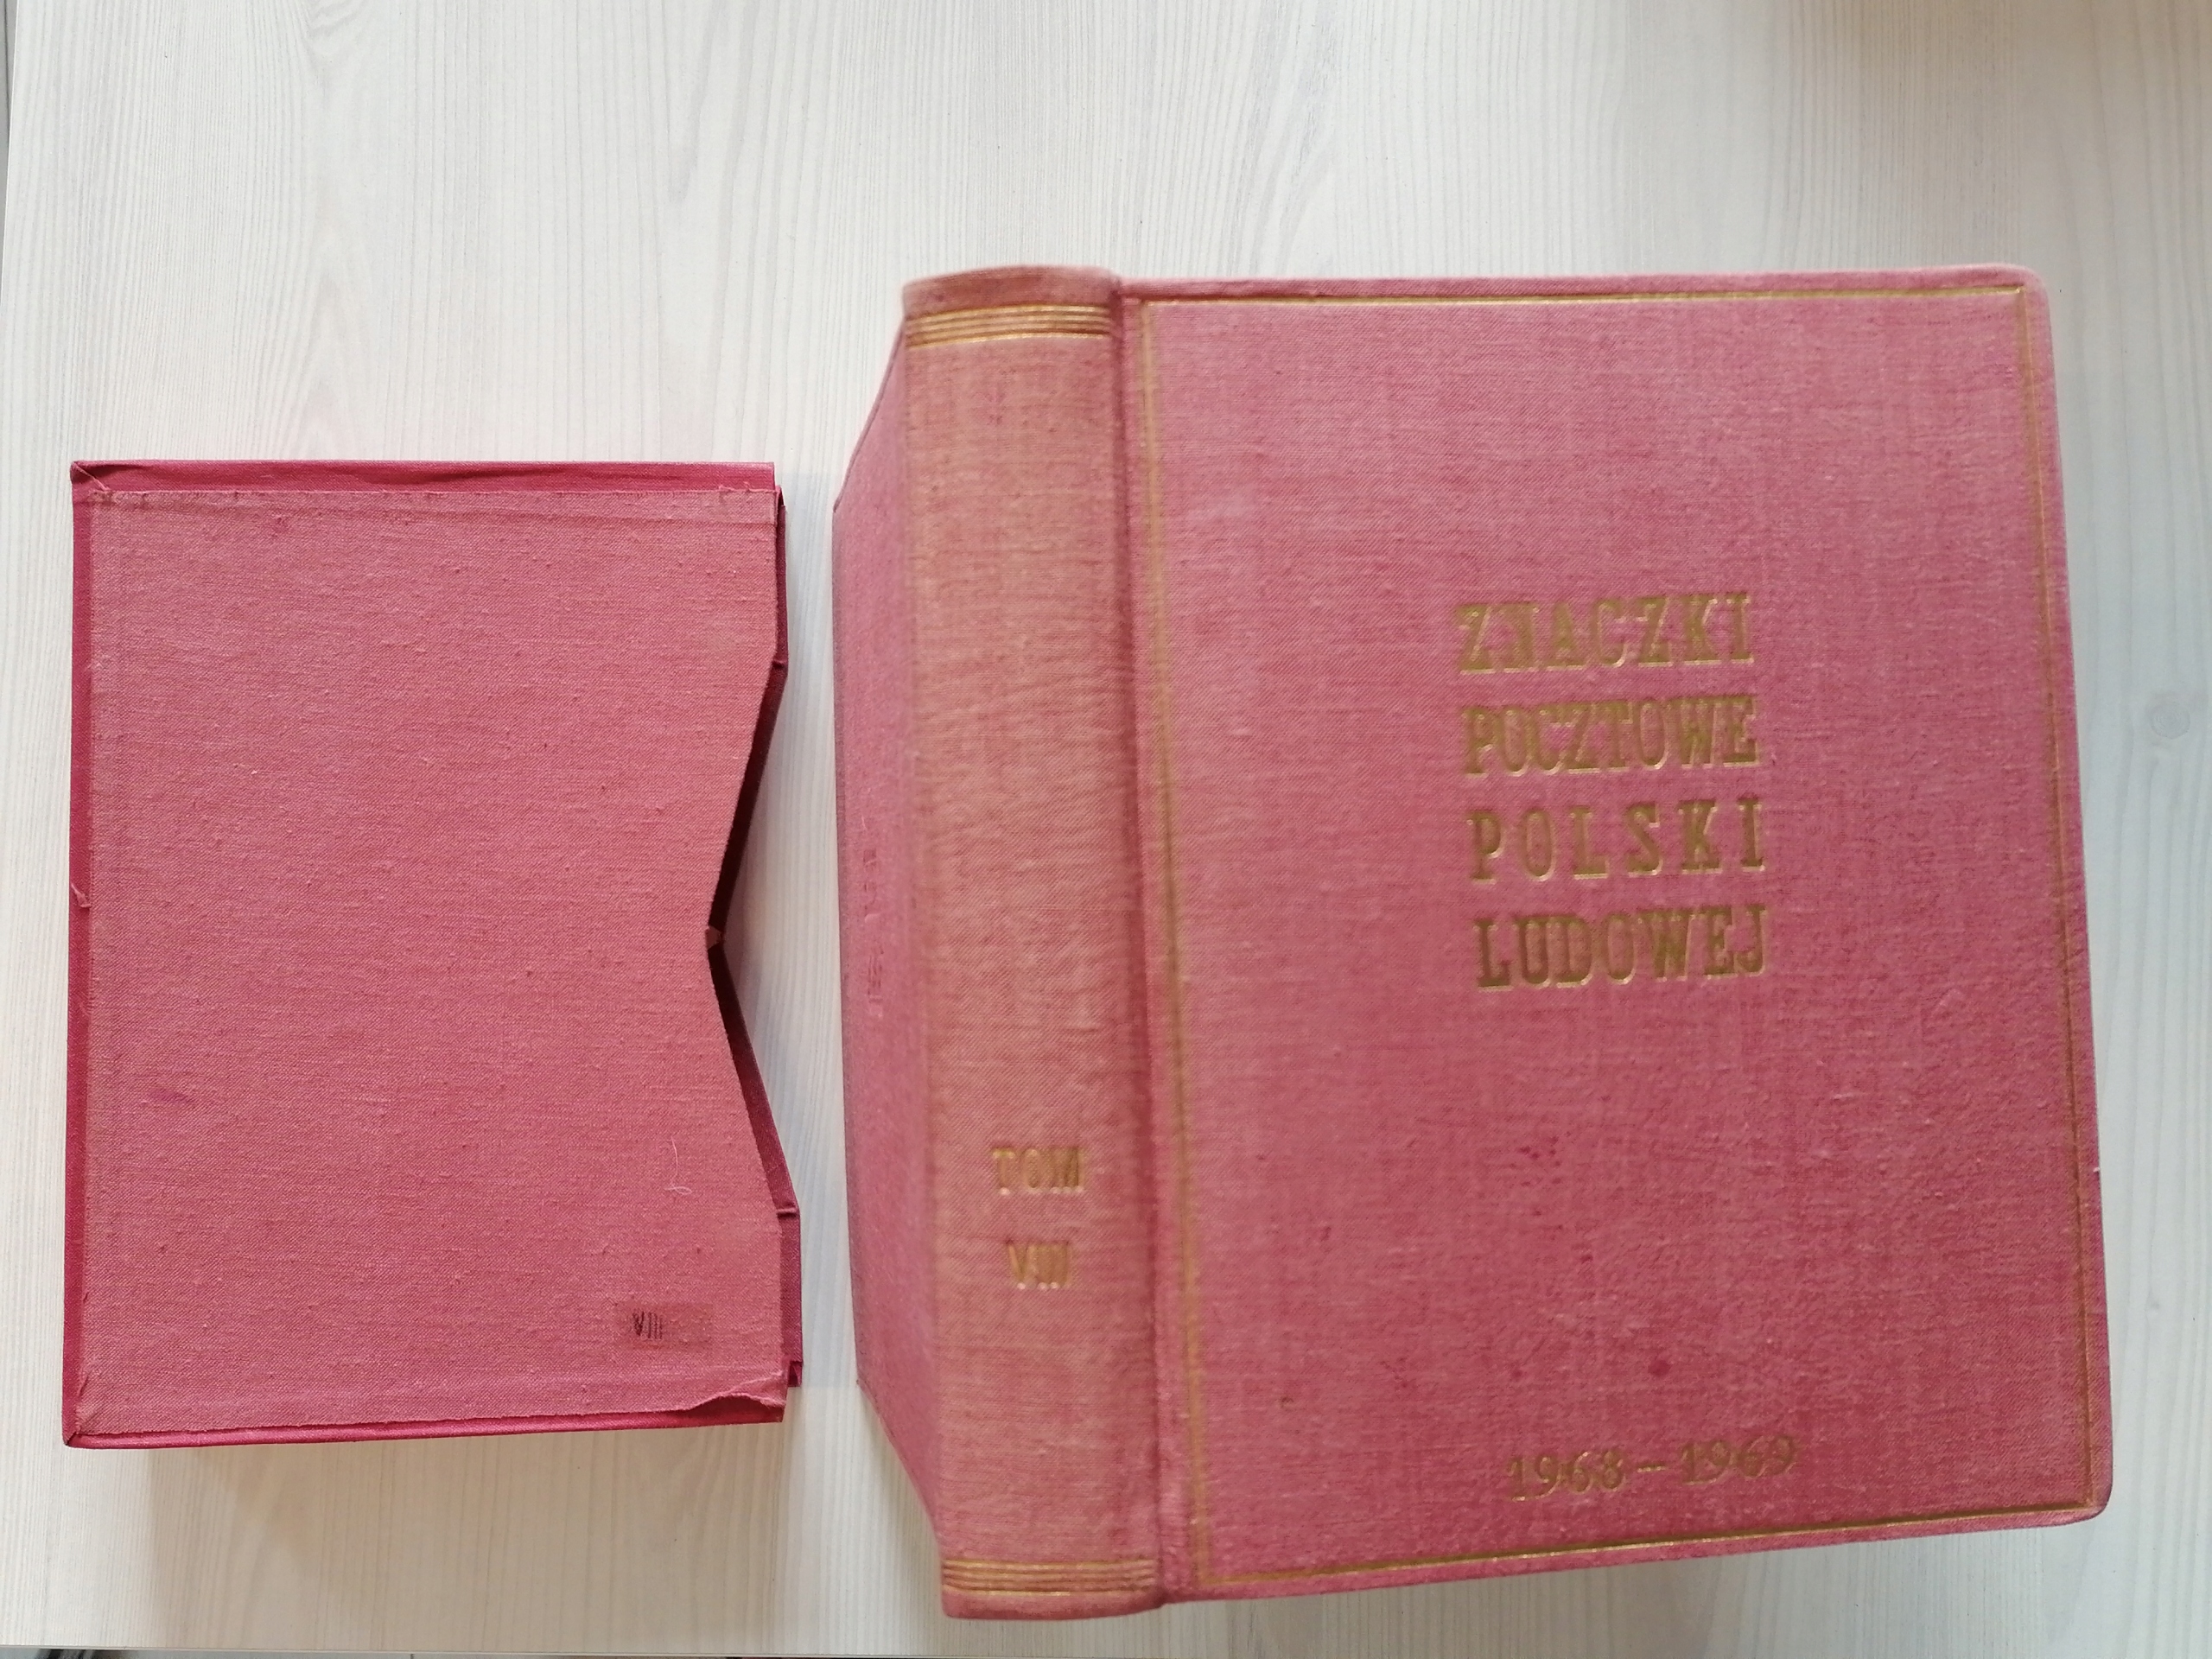 VIII
TOM
VIII
ZNACZKI
POCZTOWE
POLSKI
LUDOWEJ
1968-1969